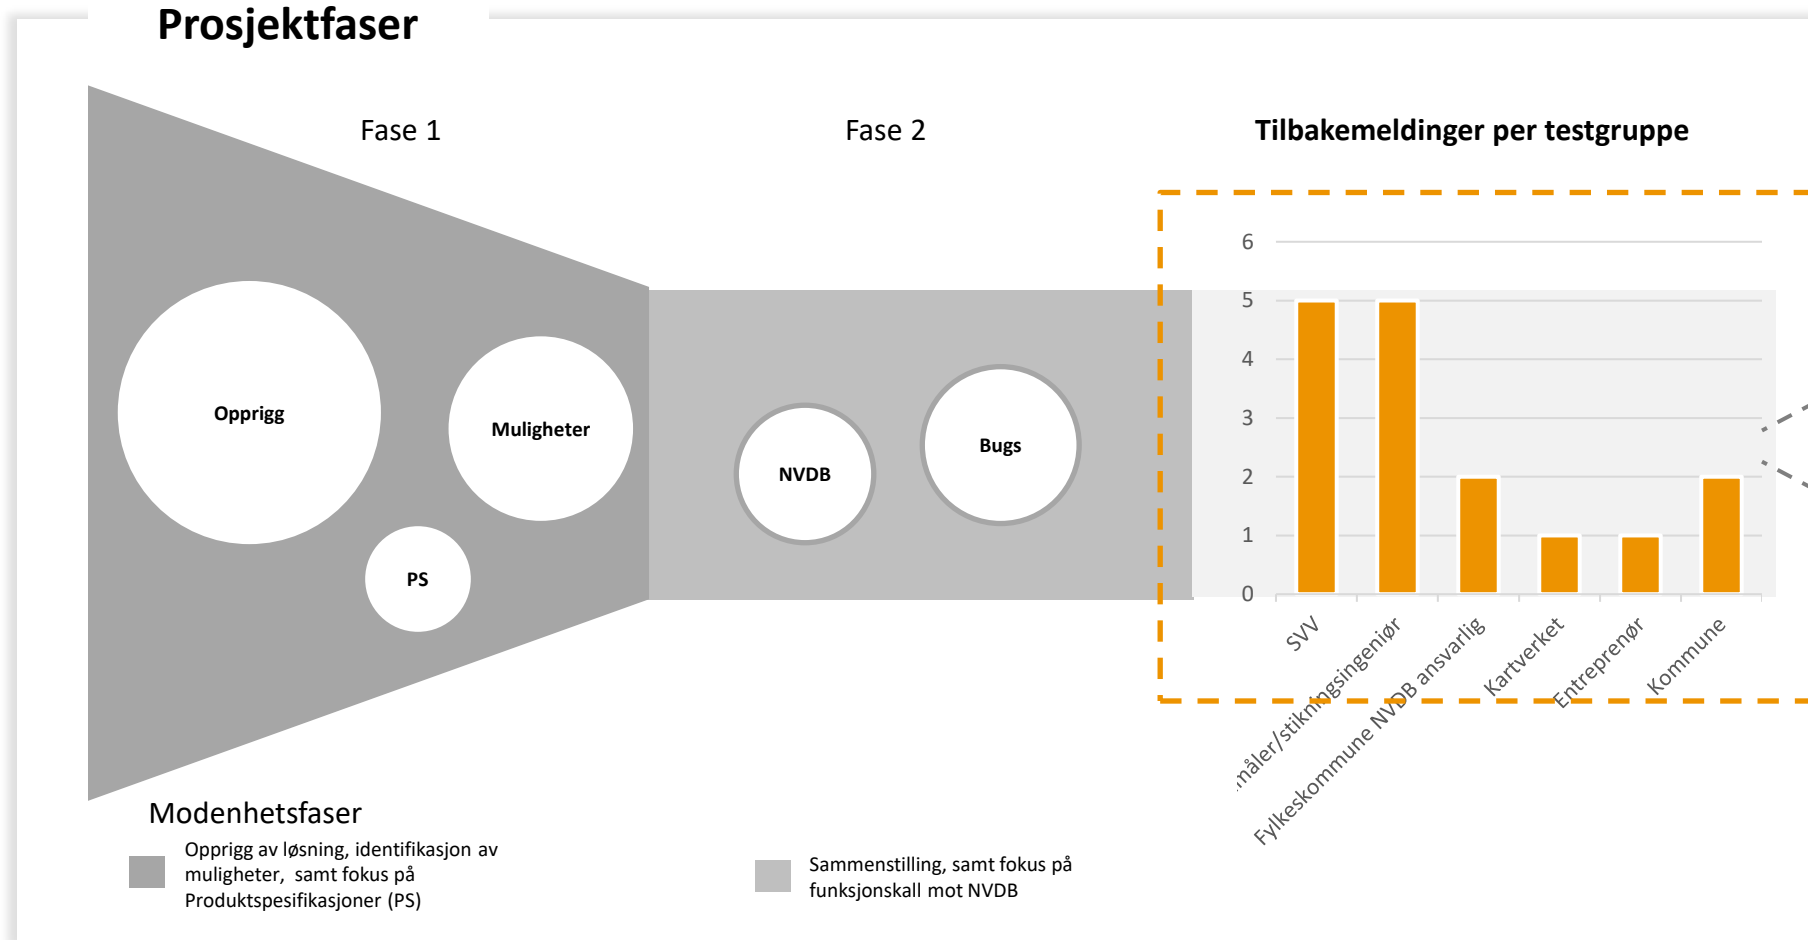 Prosjektfaser
Fase 1
Fase 2
Tilbakemeldinger per testgruppe
Opprigg
Muligheter
PS
NVDB
Bugs
6
5
4
3
2
1
0
SVV
måler/stikningsingeniør
Fylkeskommune NVDB ansvarlig
Kartverket
Entreprenør
Kommune
Modenhetsfaser
Opprigg av løsning, identifikasjon av
muligheter, samt fokus på
Produktspesifikasjoner (PS)
Sammenstilling, samt fokus på
funksjonskall mot NVDB